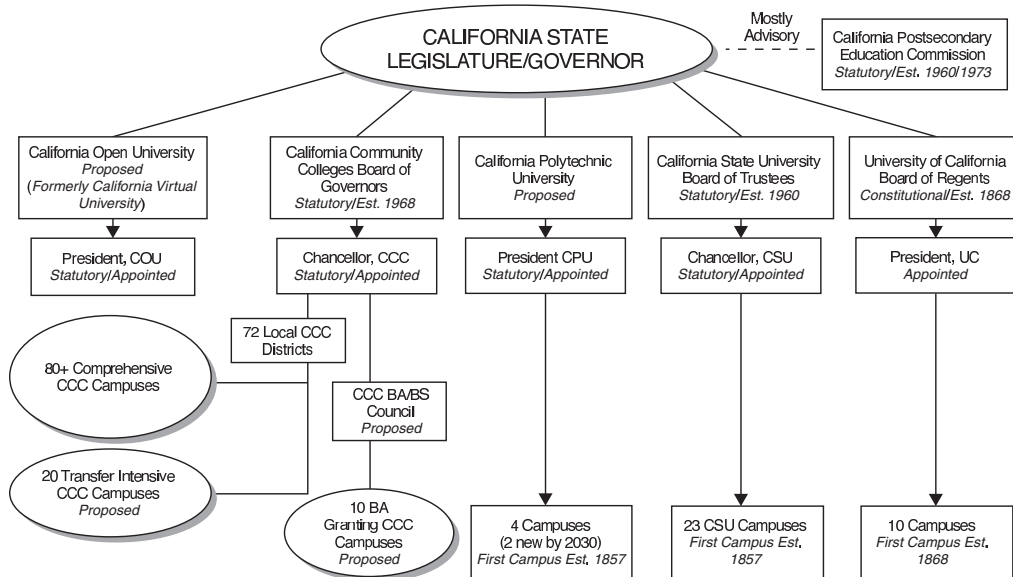 CALIFORNIA STATE
LEGISLATURE/GOVERNOR
Mostly
Advisory
California Postsecondary
Education Commission
Statutory/Est. 1960/1973
California Open University
Proposed
(Formerly California Virtual
University)
California Community
Colleges Board of
Governors
Statutory/Est. 1968
California Polytechnic
University
Proposed
California State University
Board of Trustees
Statutory/Est. 1960
University of California
Board of Regents
Constitutional/Est. 1868
President, COU
Statutory/Appointed
Chancellor, CCC
Statutory/Appointed
President CPU
Statutory/Appointed
Chancellor, CSU
Statutory/Appointed
President, UC
Appointed
72 Local CCC
Districts
80+ Comprehensive
CCC Campuses
CCC BA/BS
Council
Proposed
20 Transfer Intensive
CCC Campuses
Proposed
10 BA
Granting CCC
Campuses
Proposed
4 Campuses
(2 new by 2030)
First Campus Est. 1857
23 CSU Campuses
First Campus Est.
1857
10 Campuses
First Campus Est.
1868